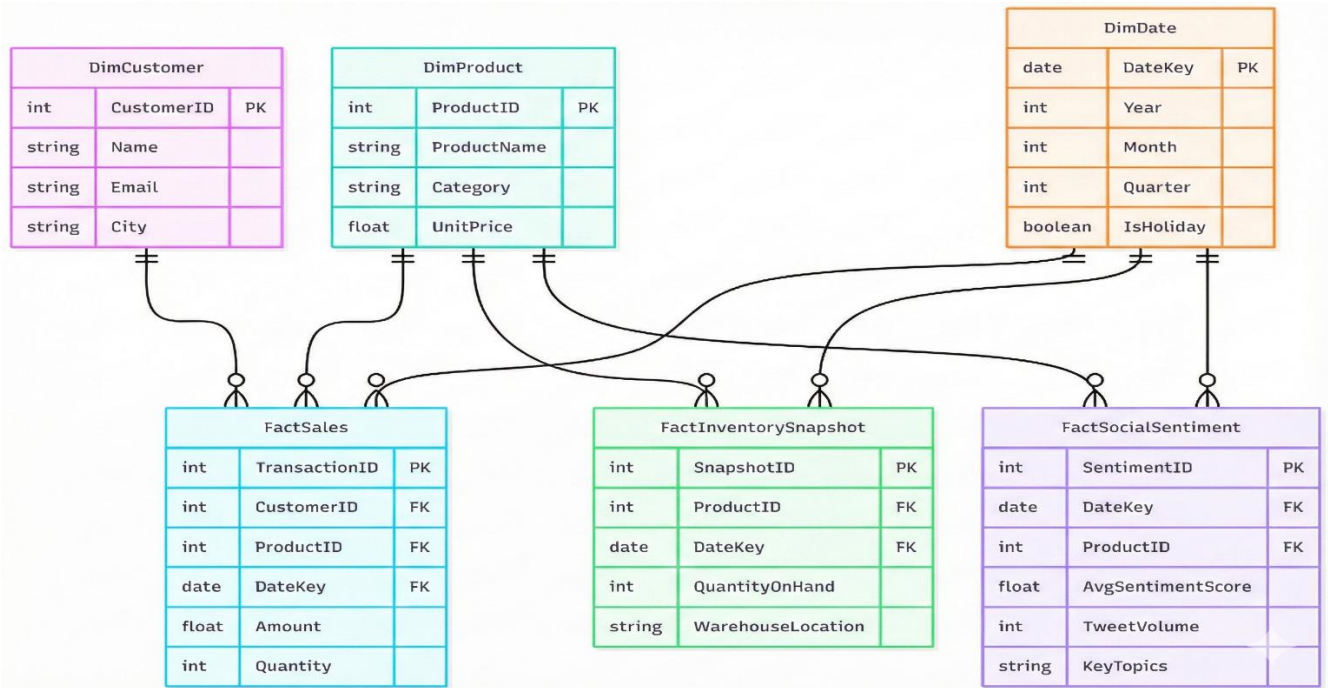 DimCustomer
int CustomerID PK
string Name
string Email
string City
DimProduct
int ProductID PK
string ProductName
string Category
float UnitPrice
DimDate
date DateKey PK
int Year
int Month
int Quarter
boolean IsHoliday
FactSales
int TransactionID PK
int CustomerID FK
int ProductID FK
date DateKey FK
float Amount
int Quantity
FactInventorySnapshot
int SnapshotID PK
int ProductID FK
date DateKey FK
int QuantityOnHand
string WarehouseLocation
FactSocialSentiment
int SentimentID PK
date DateKey FK
int ProductID FK
float AvgSentimentScore
int TweetVolume
string KeyTopics